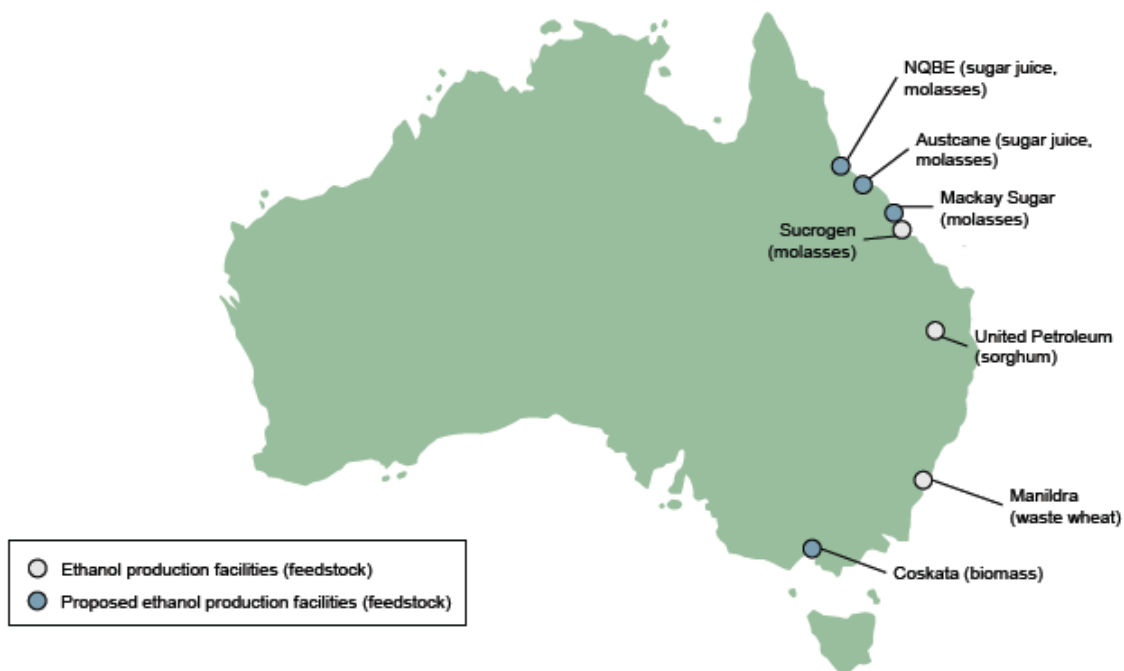 NQBE (sugar juice,
molasses)
Austcane (sugar juice,
molasses)
Mackay Sugar
(molasses)
Sucrogen
(molasses)
United Petroleum
(sorghum)
Manildra
(waste wheat)
Coskata (biomass)
Ethanol production facilities (feedstock)
Proposed ethanol production facilities (feedstock)